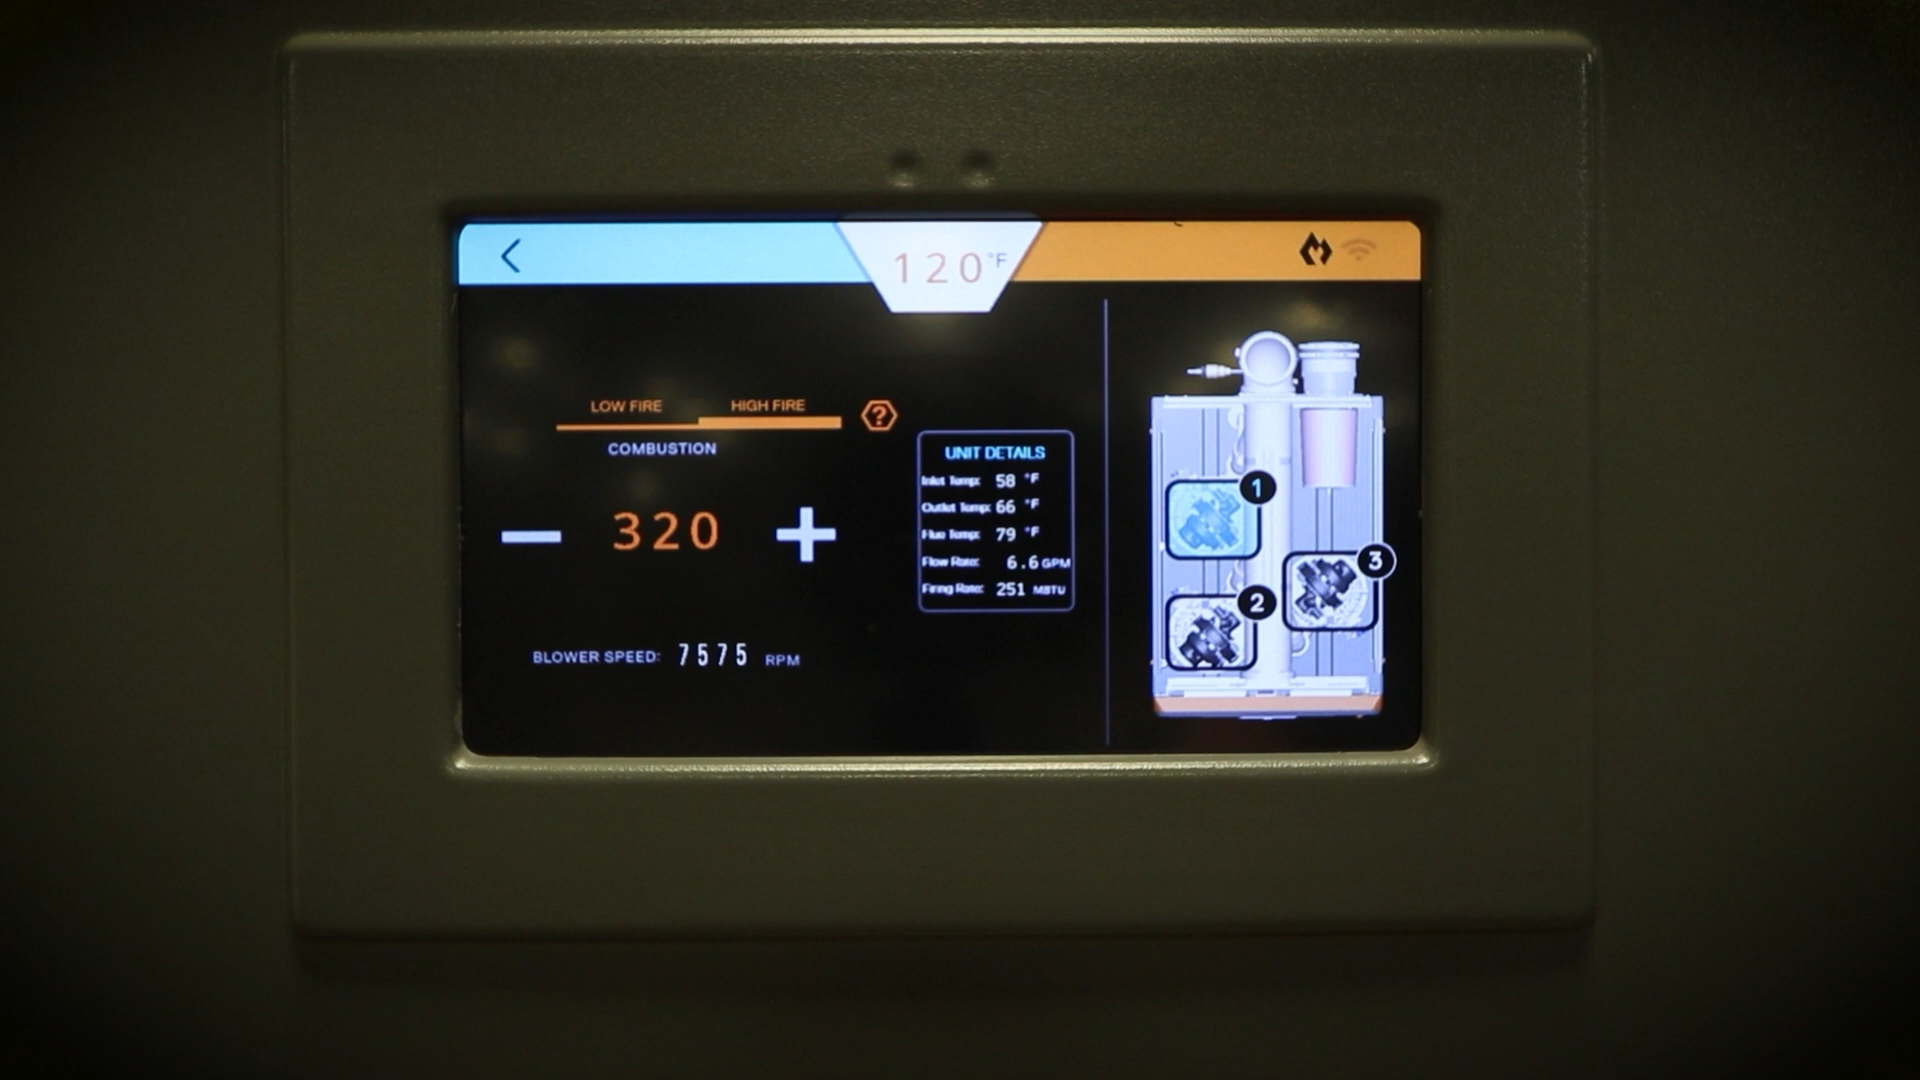 120°F
LOW FIRE HIGH FIRE ?
COMBUSTION
320
BLOWER SPEED: 7575 RPM
UNIT DETAILS
Inlet Temp: 58 °F
Outlet Temp: 66 °F
Flue Temp: 79 °F
Flow Rate: 6.6 GPM
Firing Rate: 251 MBTU
1
3
2